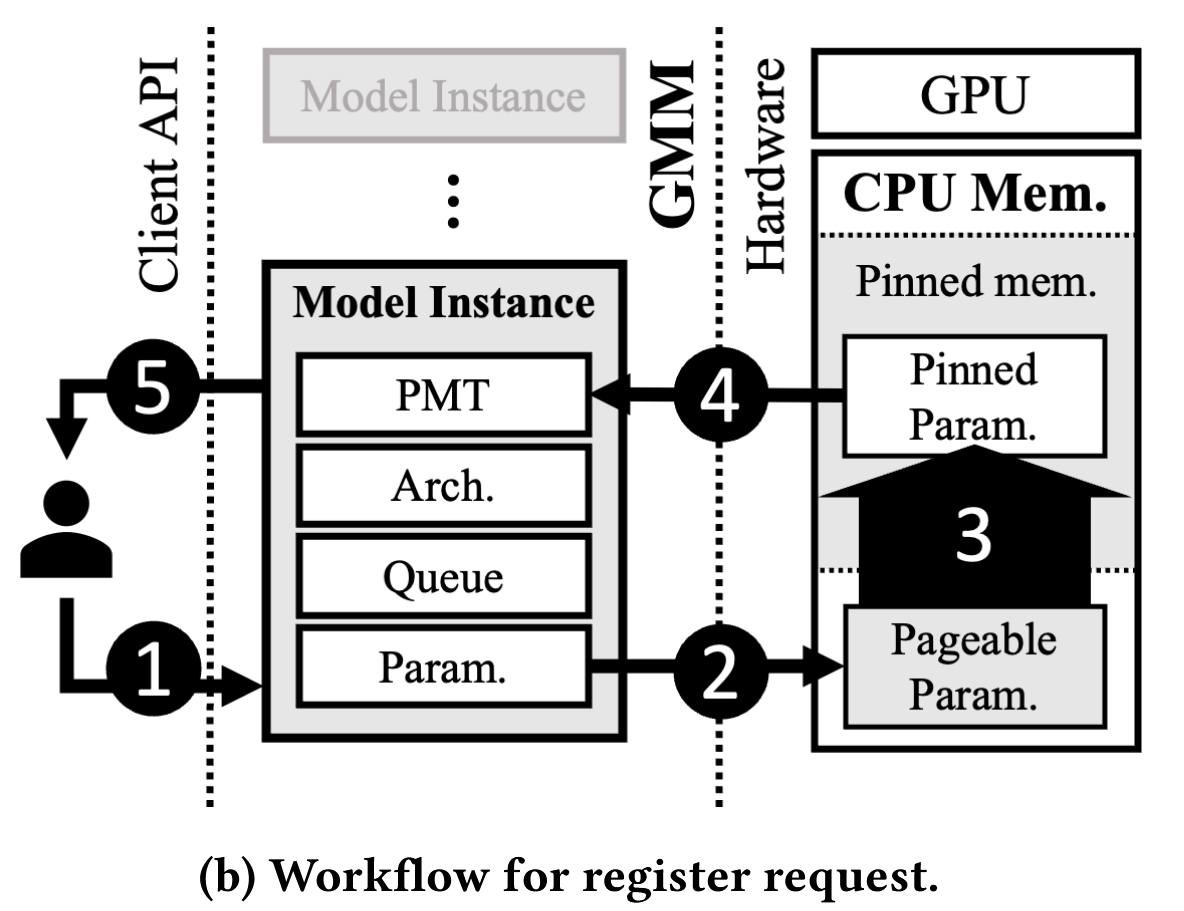 Client API
Model Instance
GMM
Hardware
GPU
CPU Mem.
Pinned mem.
Model Instance
PMT
Arch.
Queue
Param.
Pinned
Param.
Pageable
Param.
5
4
3
1
2
(b) Workflow for register request.